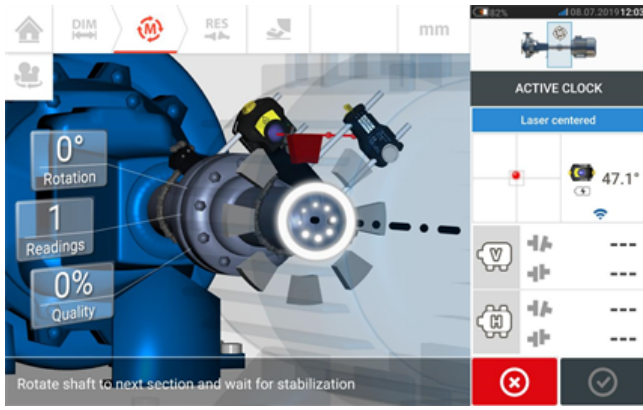 82%
08.07.2019 12:03
DIM
M
RES
mm
ACTIVE CLOCK
Laser centered
0°
Rotation
47.1°
1
Readings
V
---
---
0%
Quality
H
---
---
Rotate shaft to next section and wait for stabilization